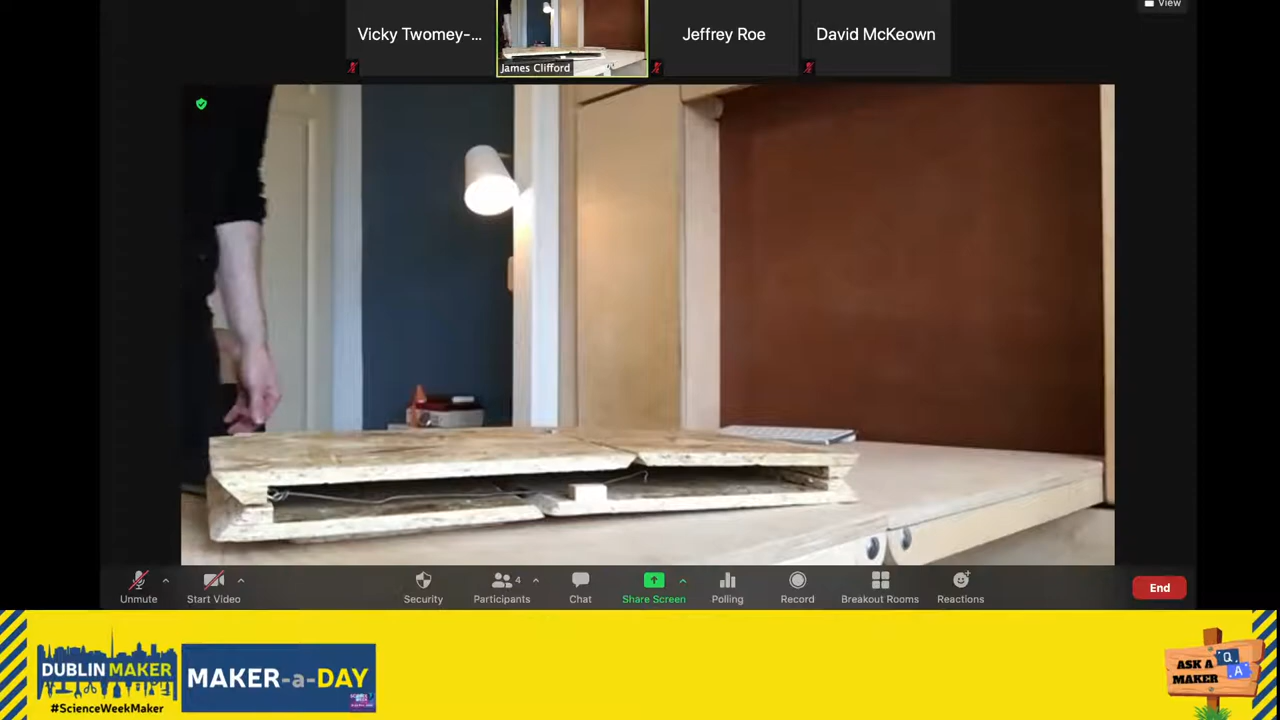 View
Vicky Twomey-...
Jeffrey Roe
David McKeown
James Clifford
Unmute
Start Video
Security
Participants
4
Chat
Share Screen
Polling
Record
Breakout Rooms
Reactions
End
DUBLIN MAKER
#ScienceWeekMaker
MAKER-a-DAY
ASK A
MAKER
Q
A